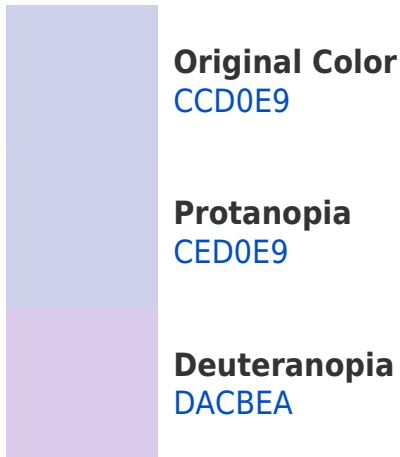 Original Color
CCD0E9
Protanopia
CED0E9
Deuteranopia
DACBEA